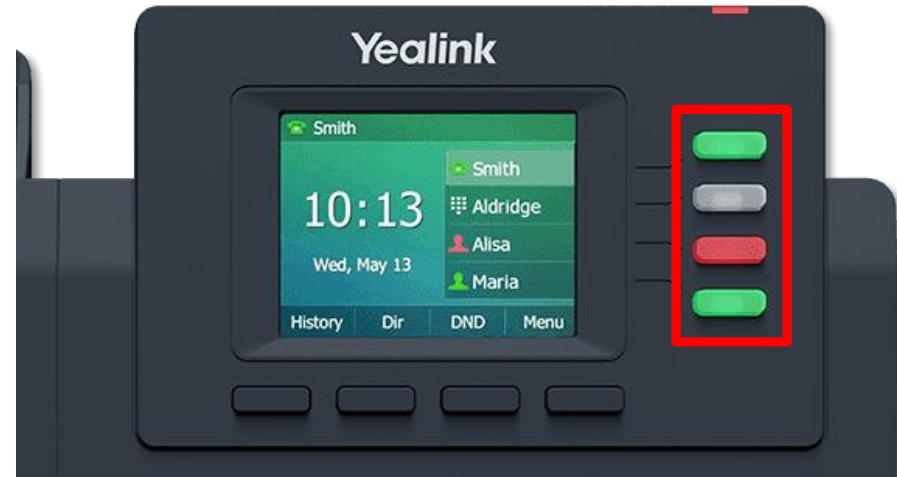 Yealink
Smith
Smith
10:13
Aldridge
Alisa
Wed, May 13
Maria
History Dir DND Menu